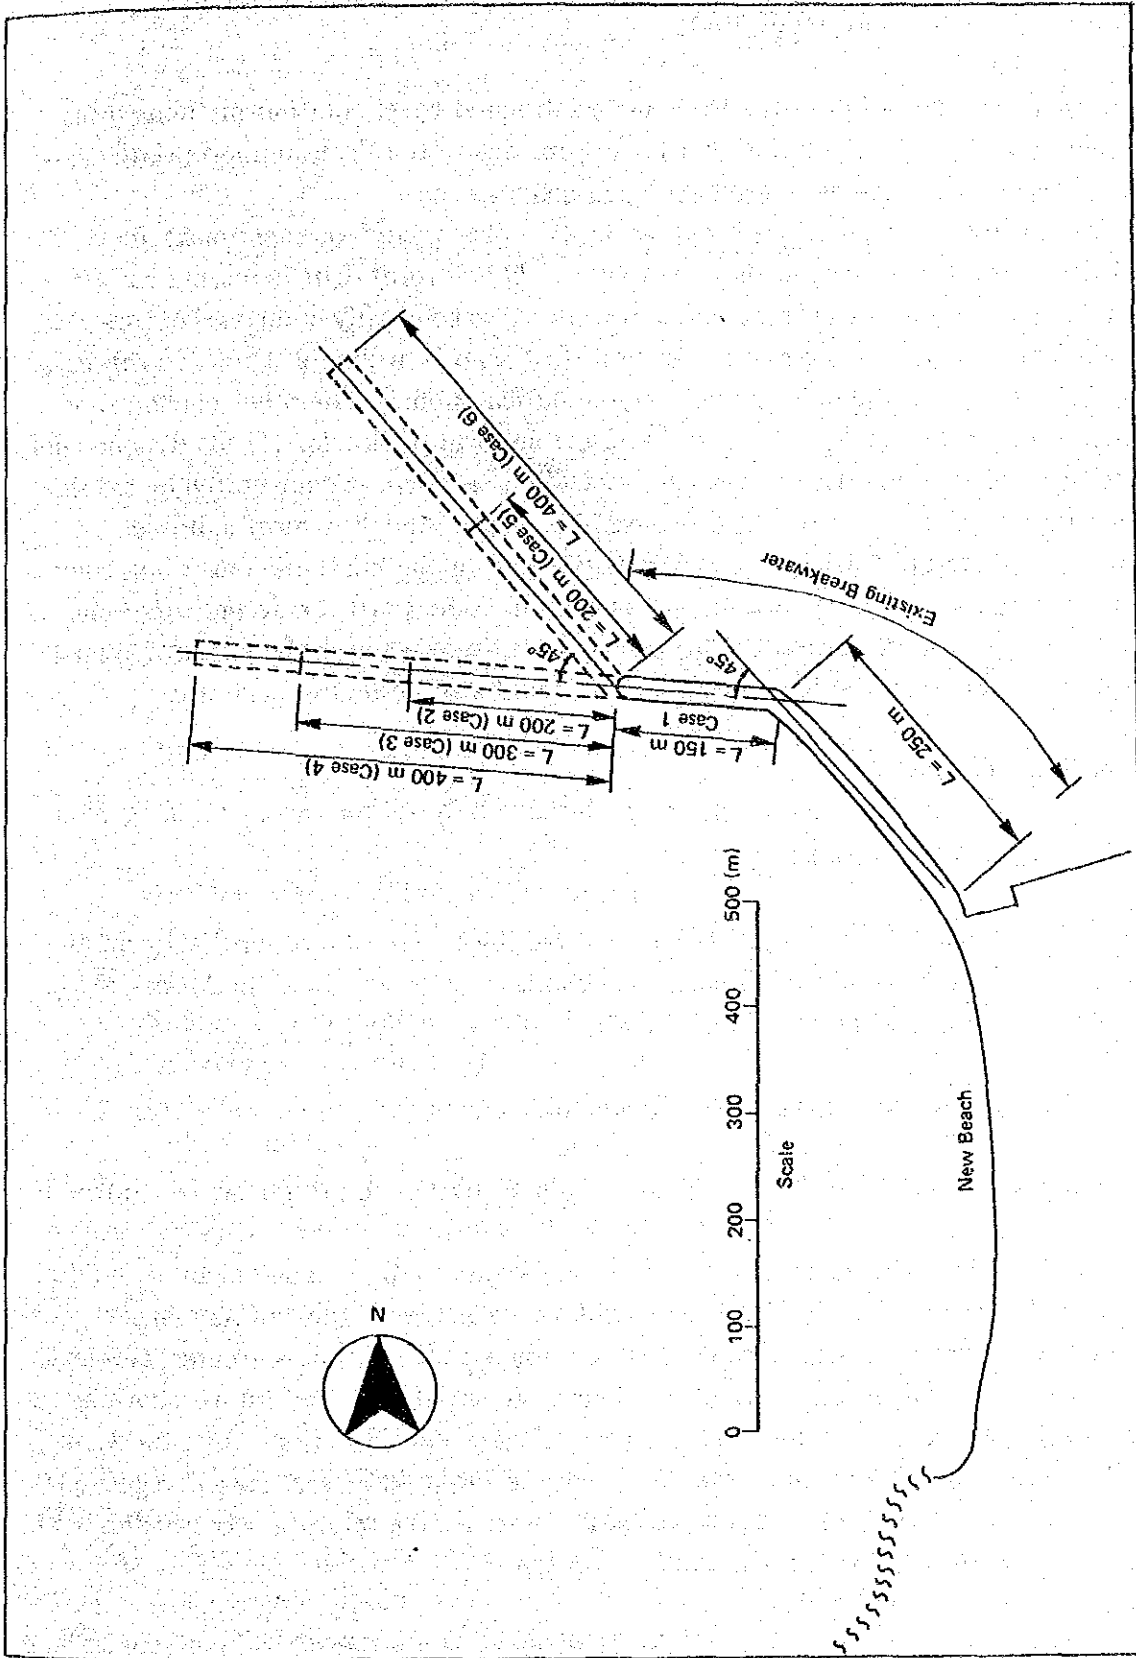 L = 400 m (Case 6)
L = 200 m (Case 5)
Existing Breakwater
45°
45°
L = 200 m (Case 2)
L = 300 m (Case 3)
L = 400 m (Case 4)
Case 1
L = 150 m
L = 250 m
0 100 200 300 400 500 (m)
Scale
New Beach
N